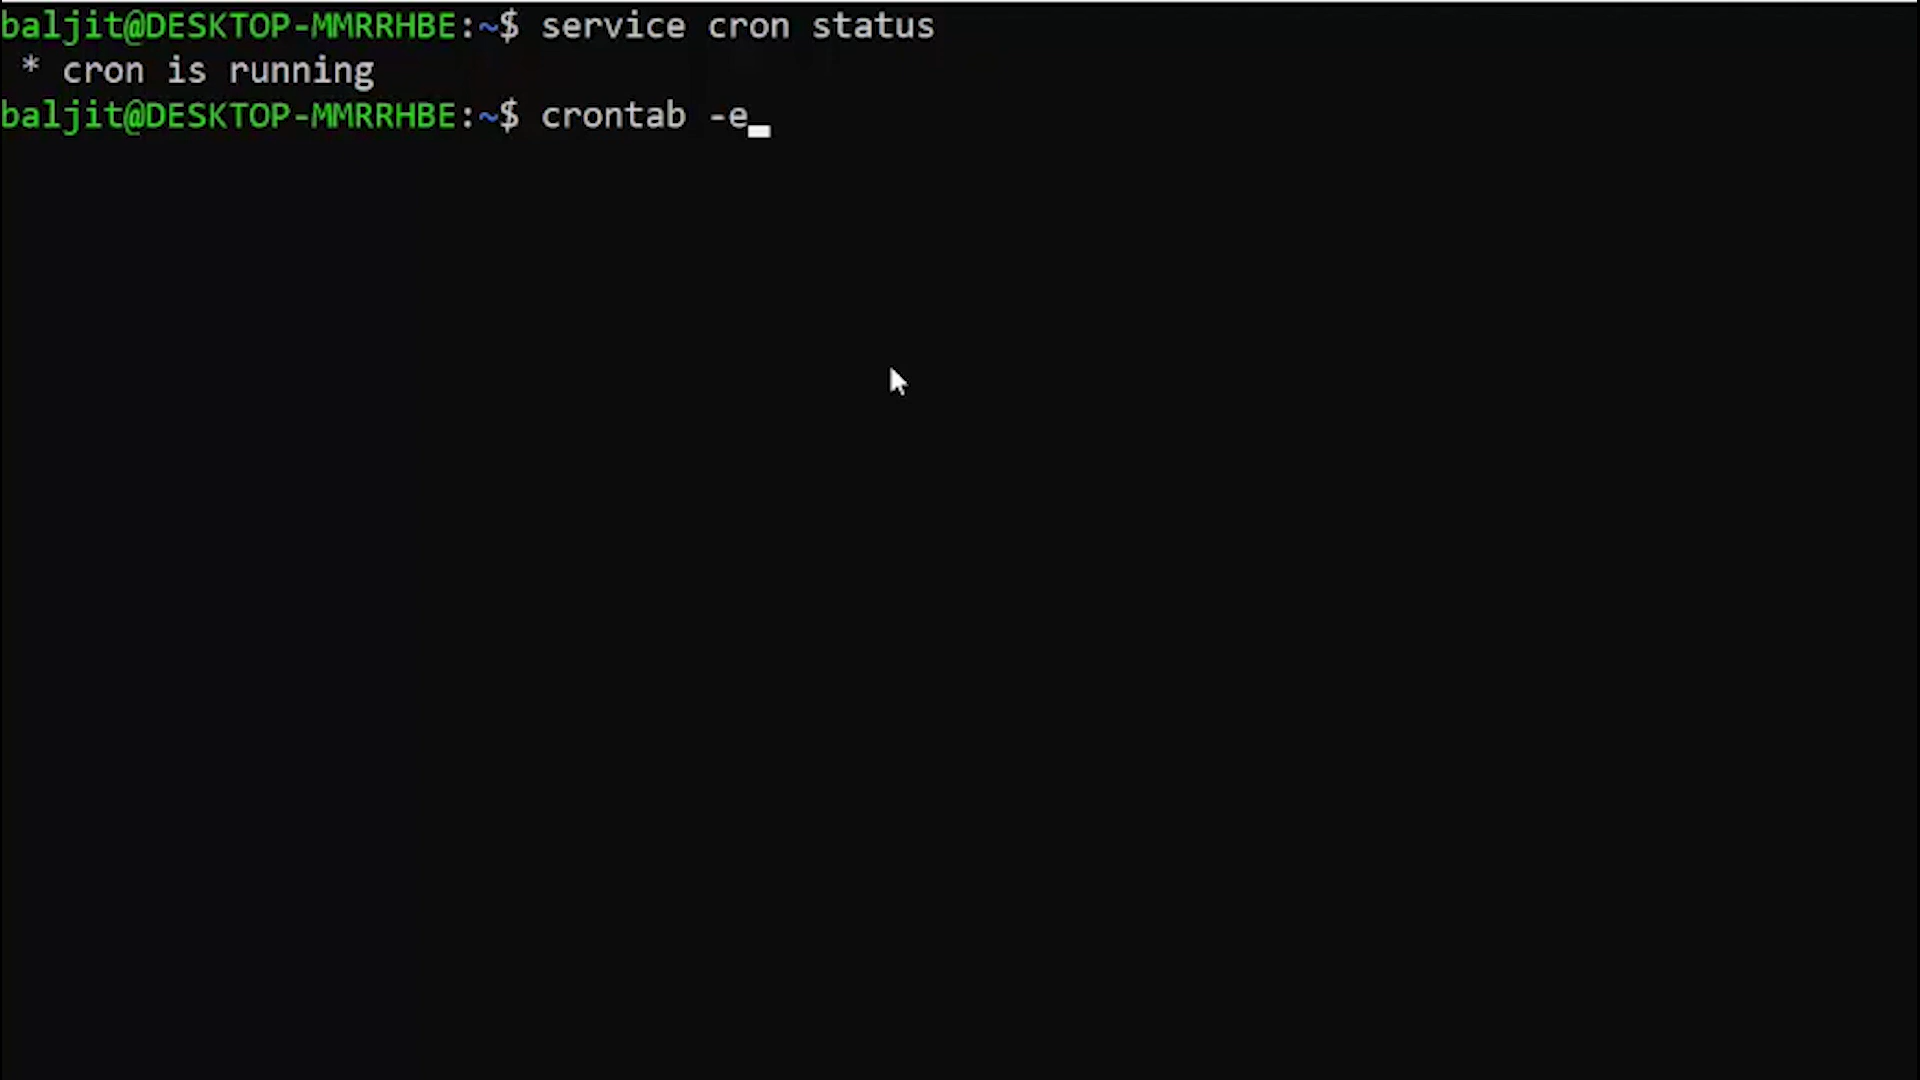 baljit@DESKTOP-MMRRHBE:~$ service cron status
 * cron is running
baljit@DESKTOP-MMRRHBE:~$ crontab -e